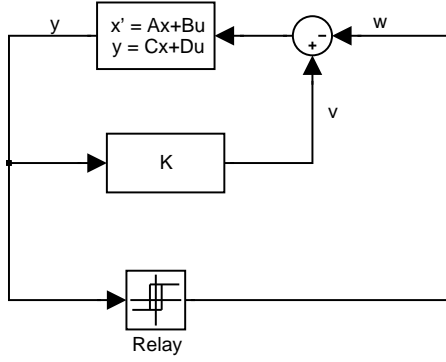 y
x' = Ax+Bu
y = Cx+Du
−
+
w
v
K
Relay